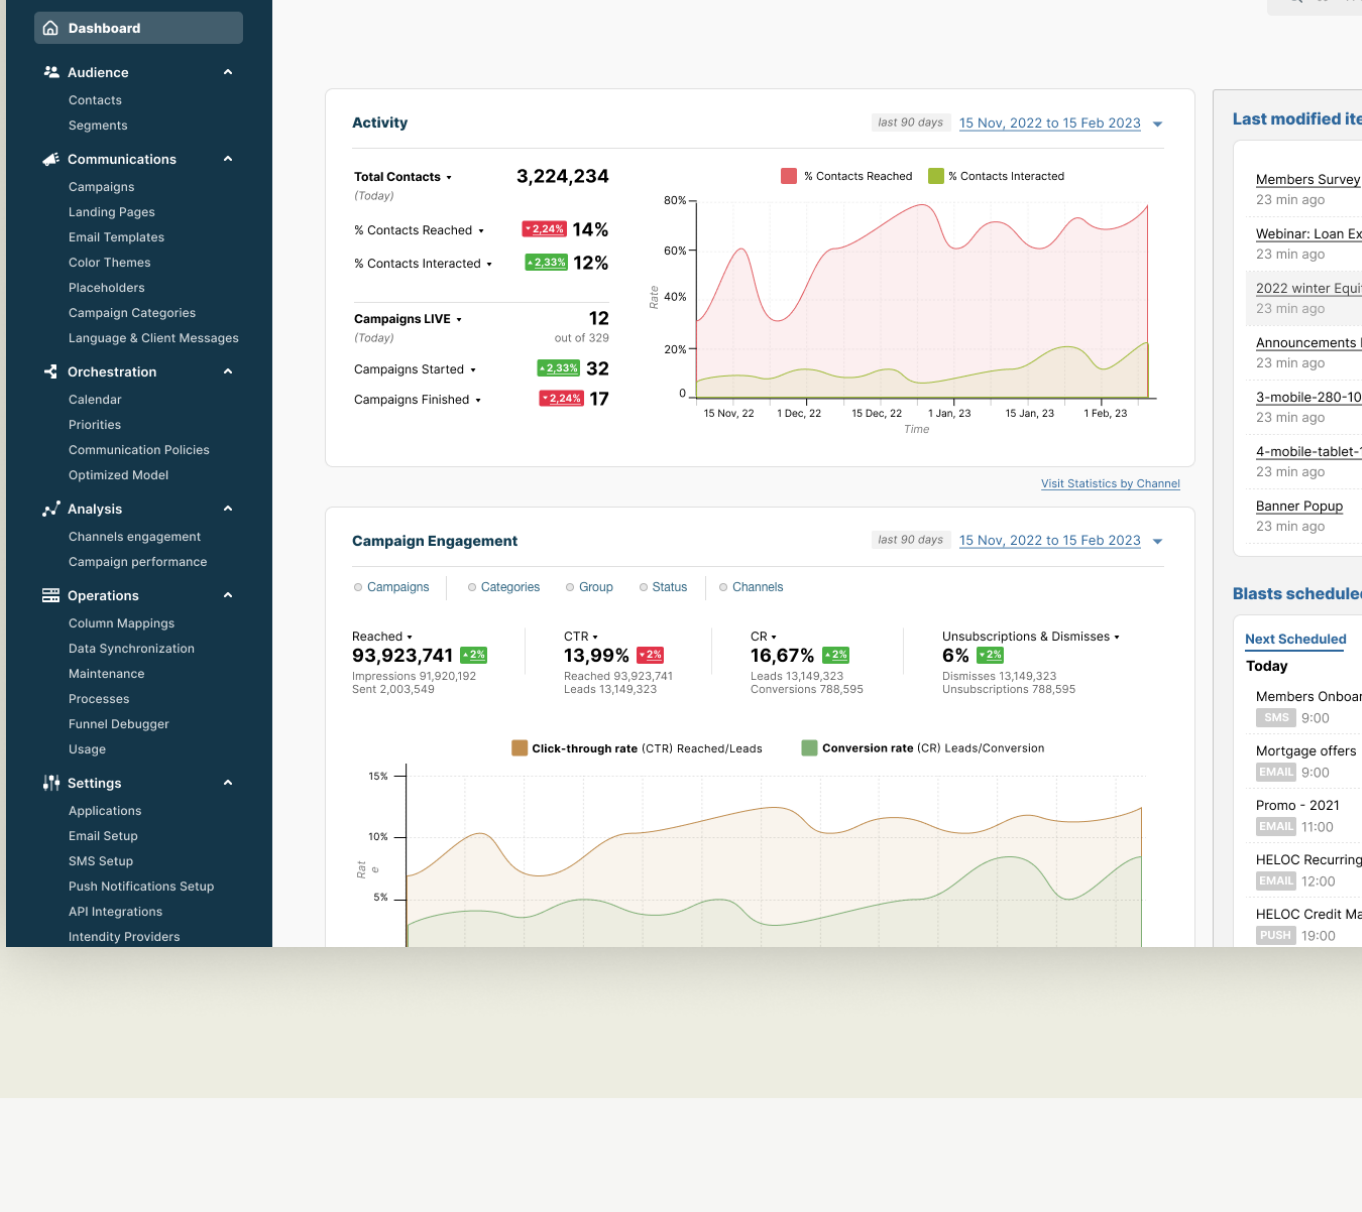 Dashboard
Audience
Contacts
Segments
Communications
Campaigns
Landing Pages
Email Templates
Color Themes
Placeholders
Campaign Categories
Language & Client Messages
Orchestration
Calendar
Priorities
Communication Policies
Optimized Model
Analysis
Channels engagement
Campaign performance
Operations
Column Mappings
Data Synchronization
Maintenance
Processes
Funnel Debugger
Usage
Settings
Applications
Email Setup
SMS Setup
Push Notifications Setup
API Integrations
Intendity Providers
Activity
last 90 days 15 Nov, 2022 to 15 Feb 2023
Total Contacts 3,224,234
(Today)
% Contacts Reached 2,24% 14%
% Contacts Interacted 2,33% 12%
Campaigns LIVE 12
(Today) out of 329
Campaigns Started 2,33% 32
Campaigns Finished 2,24% 17
% Contacts Reached % Contacts Interacted
80%
60%
40%
20%
0
Rate
15 Nov, 22 1 Dec, 22 15 Dec, 22 1 Jan, 23 15 Jan, 23 1 Feb, 23
Time
Visit Statistics by Channel
Campaign Engagement
last 90 days 15 Nov, 2022 to 15 Feb 2023
Campaigns Categories Group Status Channels
Reached CTR CR Unsubscriptions & Dismisses
93,923,741 2% 13,99% 2% 16,67% 2% 6% 2%
Impressions 91,920,192 Reached 93,923,741 Leads 13,149,323 Dismisses 13,149,323
Sent 2,003,549 Leads 13,149,323 Conversions 788,595 Unsubscriptions 788,595
Click-through rate (CTR) Reached/Leads Conversion rate (CR) Leads/Conversion
15%
10%
5%
Rat
e
Last modified ite
Members Survey
23 min ago
Webinar: Loan Ex
23 min ago
2022 winter Equi
23 min ago
Announcements
23 min ago
3-mobile-280-10
23 min ago
4-mobile-tablet-1
23 min ago
Banner Popup
23 min ago
Blasts scheduled
Next Scheduled
Today
Members Onboar
SMS 9:00
Mortgage offers
EMAIL 9:00
Promo - 2021
EMAIL 11:00
HELOC Recurring
EMAIL 12:00
HELOC Credit Ma
PUSH 19:00